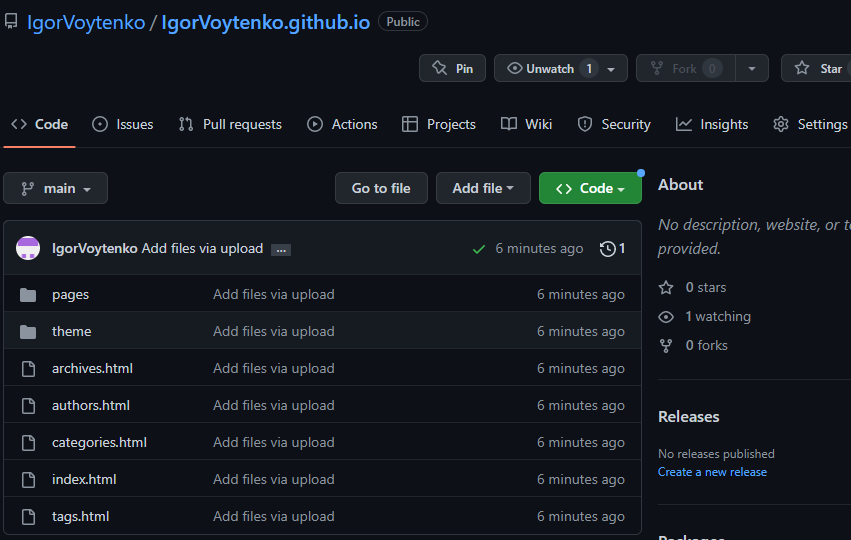 IgorVoytenko / IgorVoytenko.github.io Public
Pin Unwatch 1 Fork 0 Star
Code Issues Pull requests Actions Projects Wiki Security Insights Settings
main Go to file Add file Code
IgorVoytenko Add files via upload ... 6 minutes ago 1
pages Add files via upload 6 minutes ago
theme Add files via upload 6 minutes ago
archives.html Add files via upload 6 minutes ago
authors.html Add files via upload 6 minutes ago
categories.html Add files via upload 6 minutes ago
index.html Add files via upload 6 minutes ago
tags.html Add files via upload 6 minutes ago
About
No description, website, or
provided.
0 stars
1 watching
0 forks
Releases
No releases published
Create a new release